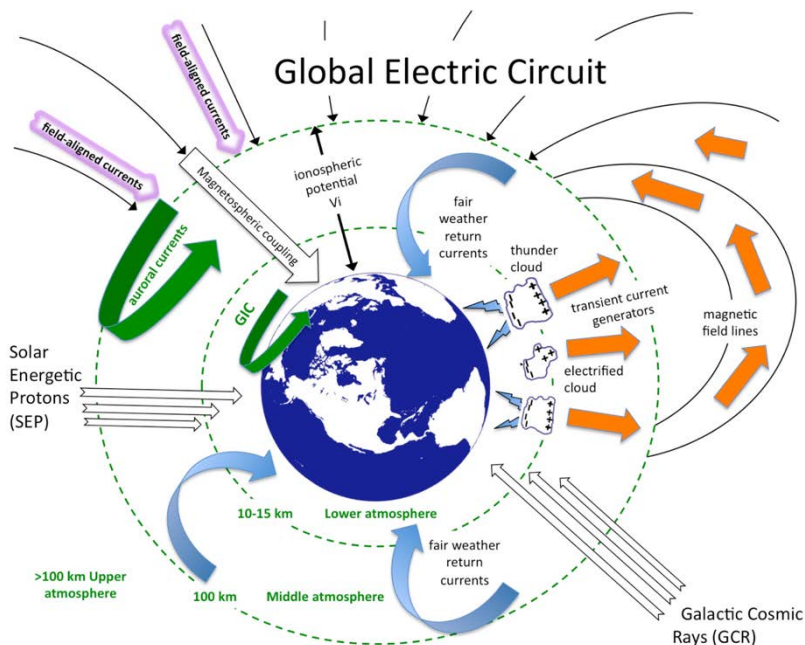 Global Electric Circuit
field-aligned currents
field-aligned currents
Magnetospheric coupling
ionospheric
potential
Vi
auroral currents
GIC
fair
weather
return
currents
thunder
cloud
transient current
generators
magnetic
field lines
electrified
cloud
Solar
Energetic
Protons
(SEP)
10-15 km
Lower atmosphere
fair weather
return
currents
>100 km Upper
atmosphere
100 km
Middle atmosphere
Galactic Cosmic
Rays (GCR)